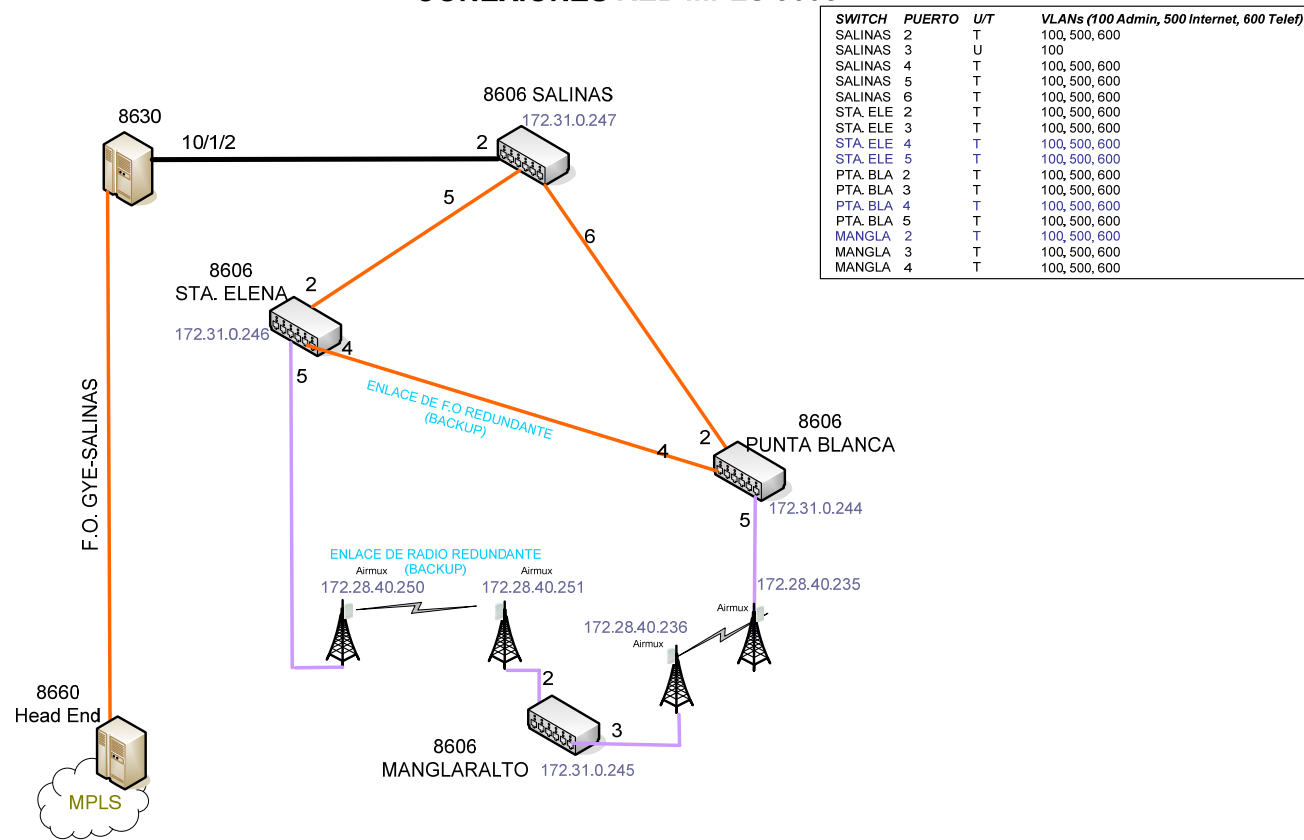 SWITCH PUERTO U/T VLANs (100 Admin, 500 Internet, 600 Telef)
SALINAS 2 T 100, 500, 600
SALINAS 3 U 100
SALINAS 4 T 100, 500, 600
SALINAS 5 T 100, 500, 600
SALINAS 6 T 100, 500, 600
STA. ELE 2 T 100, 500, 600
STA. ELE 3 T 100, 500, 600
STA. ELE 4 T 100, 500, 600
STA. ELE 5 T 100, 500, 600
PTA. BLA 2 T 100, 500, 600
PTA. BLA 3 T 100, 500, 600
PTA. BLA 4 T 100, 500, 600
PTA. BLA 5 T 100, 500, 600
MANGLA 2 T 100, 500, 600
MANGLA 3 T 100, 500, 600
MANGLA 4 T 100, 500, 600
8606 SALINAS
172.31.0.247
8630
10/1/2
2
5
6
8606
STA. ELENA
2
172.31.0.246
4
5
ENLACE DE F.O REDUNDANTE
(BACKUP)
F.O. GYE-SALINAS
8606
PUNTA BLANCA
2
4
172.31.0.244
5
ENLACE DE RADIO REDUNDANTE
(BACKUP)
Airmux
172.28.40.250
Airmux
172.28.40.251
172.28.40.235
Airmux
172.28.40.236
Airmux
2
3
8606
MANGLARALTO
172.31.0.245
8660
Head End
MPLS